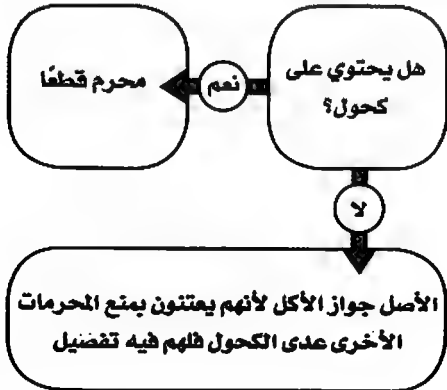 هل يحتوي على
كحول؟
نعم
محرم قطعًا
لا
الأصل جواز الأكل لأنهم يعتنون بمنع المحرمات
الأخرى عدى الكحول فلهم فيه تفضيل